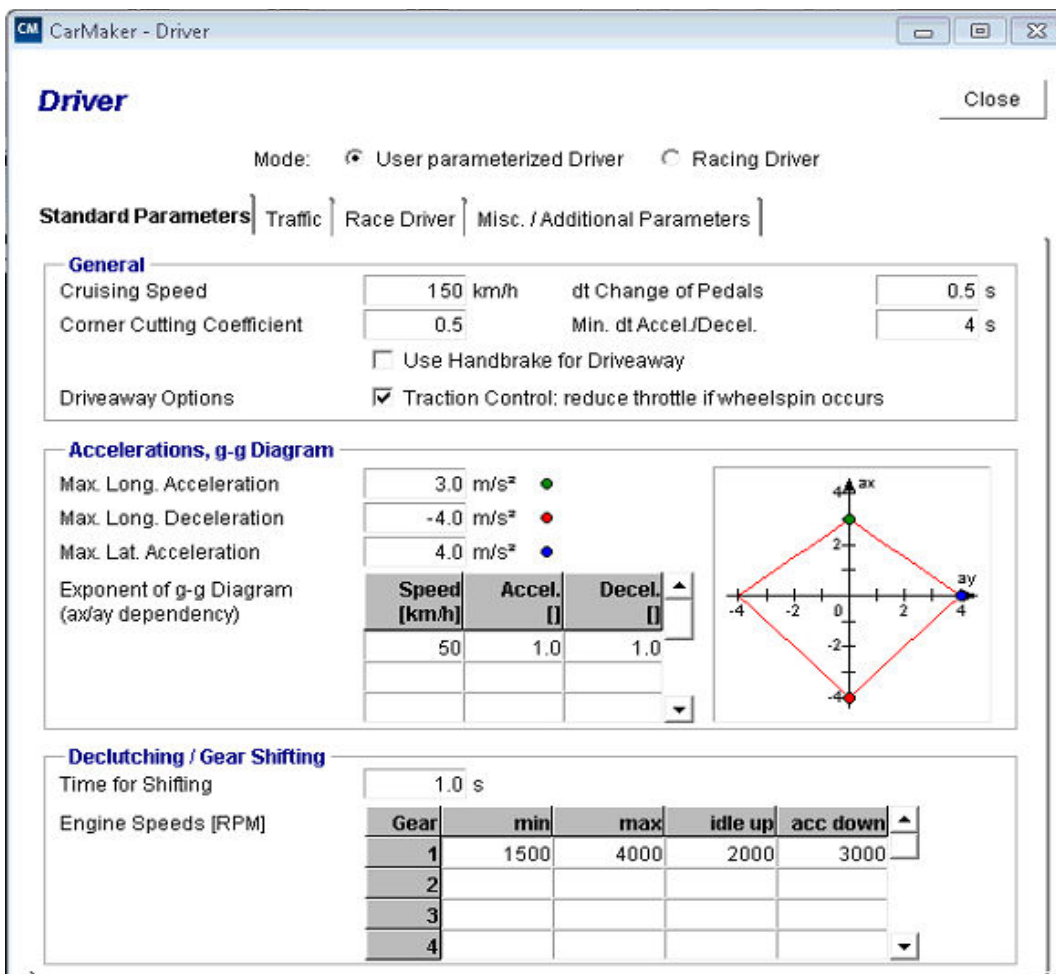 CM CarMaker - Driver
Driver
Close
Mode: User parameterized Driver Racing Driver
Standard Parameters Traffic Race Driver Misc. / Additional Parameters
General
Cruising Speed 150 km/h dt Change of Pedals 0.5 s
Corner Cutting Coefficient 0.5 Min. dt Accel./Decel. 4 s
Use Handbrake for Driveaway
Driveaway Options Traction Control: reduce throttle if wheelspin occurs
Accelerations, g-g Diagram
Max. Long. Acceleration 3.0 m/s²
Max. Long. Deceleration -4.0 m/s²
Max. Lat. Acceleration 4.0 m/s²
Exponent of g-g Diagram
(ax/ay dependency)
Speed Accel. Decel.
[km/h] [] []
50 1.0 1.0
4 ax
2
ay
-4 -2 0 2 4
-2
-4
Declutching / Gear Shifting
Time for Shifting 1.0 s
Engine Speeds [RPM]
Gear min max idle up acc down
1 1500 4000 2000 3000
2
3
4